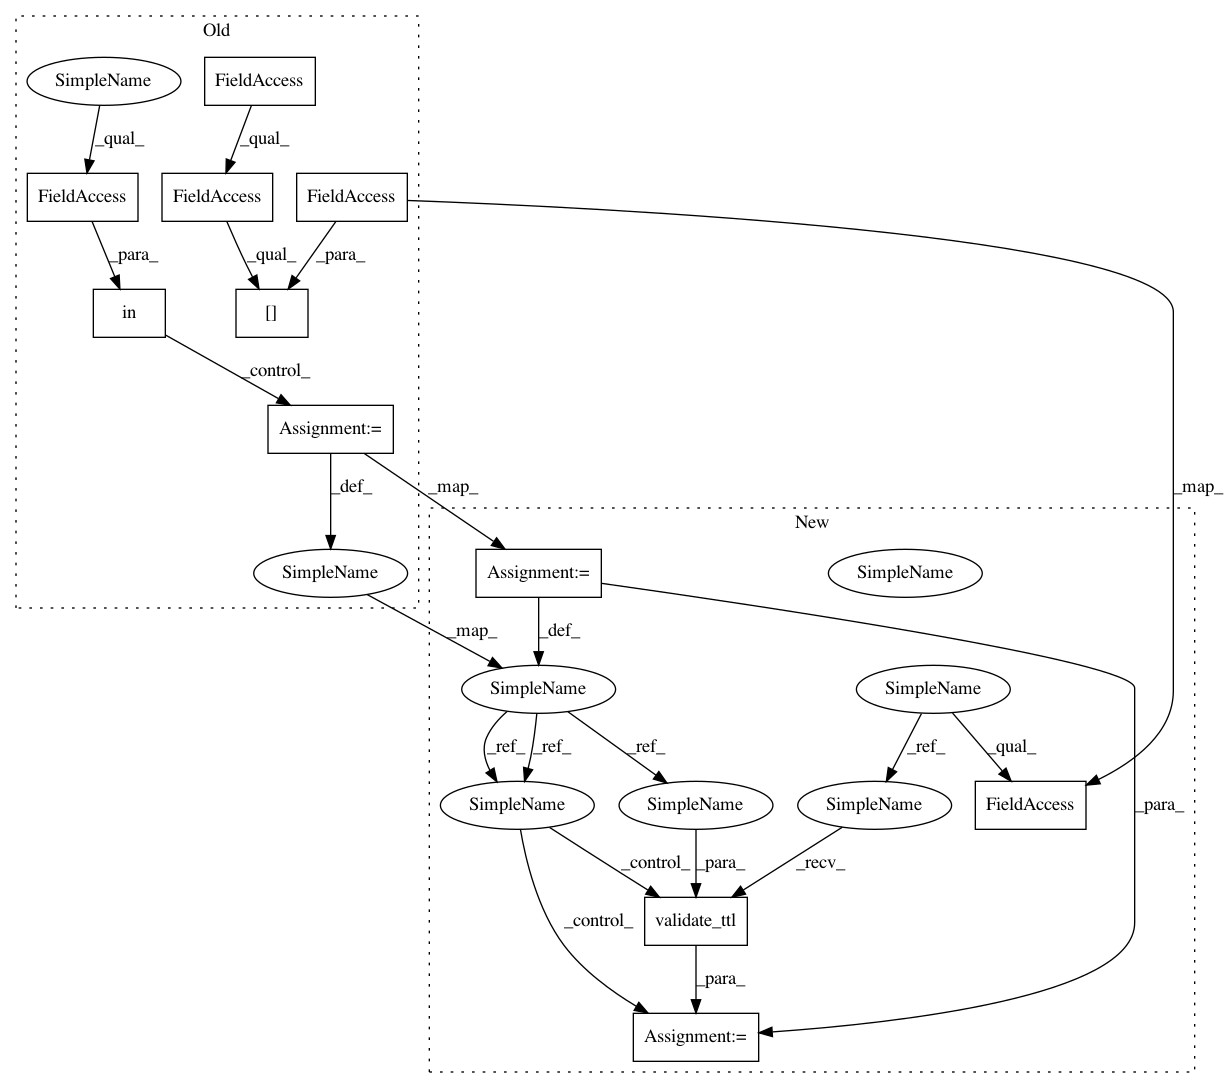 Old
SimpleName
FieldAccess
_qual_
_qual_
FieldAccess
FieldAccess
FieldAccess
_para_
_qual_
_para_
in
[]
_control_
Assignment:=
_def_
_map_
_map_
New
SimpleName
Assignment:=
SimpleName
_map_
_def_
SimpleName
SimpleName
_ref_
_ref_
_ref_
_ref_
_qual_
SimpleName
SimpleName
SimpleName
FieldAccess
_para_
_control_
_para_
_recv_
_control_
validate_ttl
_para_
Assignment:=